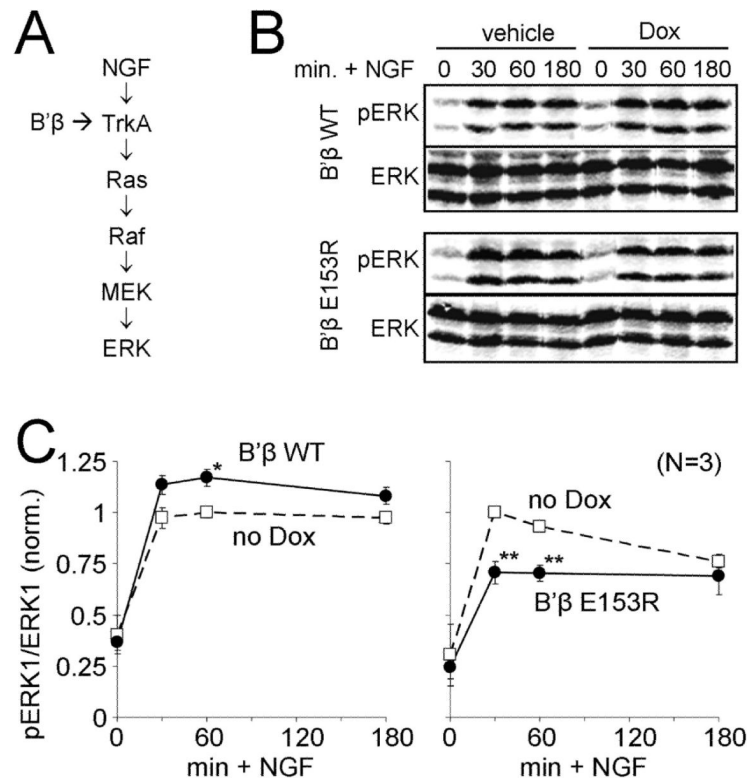 A
NGF
↓
B'β → TrkA
↓
Ras
↓
Raf
↓
MEK
↓
ERK
B
vehicle Dox
min. + NGF 0 30 60 180 0 30 60 180
B'β WT
pERK
ERK
B'β E153R
pERK
ERK
C
pERK1/ERK1 (norm.)
1.25
1
0.75
0.5
0.25
0
B'β WT
*
no Dox
0 60 120 180
min + NGF
(N=3)
no Dox
** **
B'β E153R
0 60 120 180
min + NGF